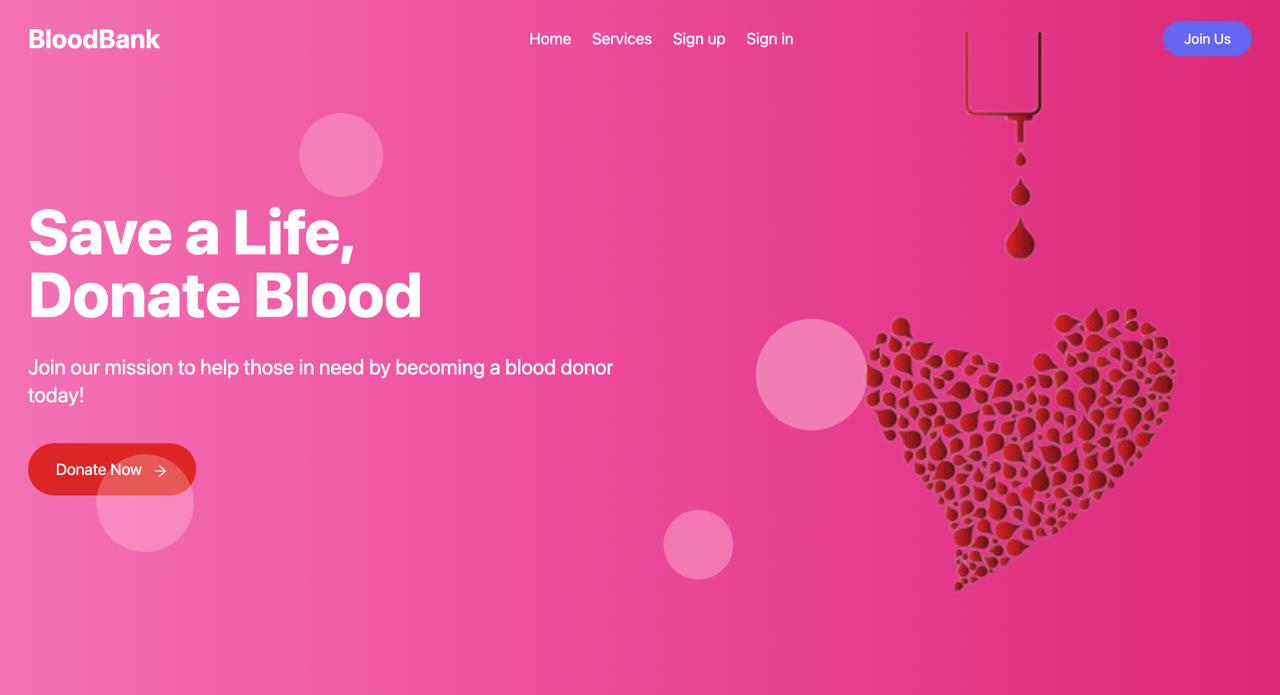 BloodBank
Home Services Sign up Sign in
Join Us
Save a Life,
Donate Blood
Join our mission to help those in need by becoming a blood donor
today!
Donate Now →